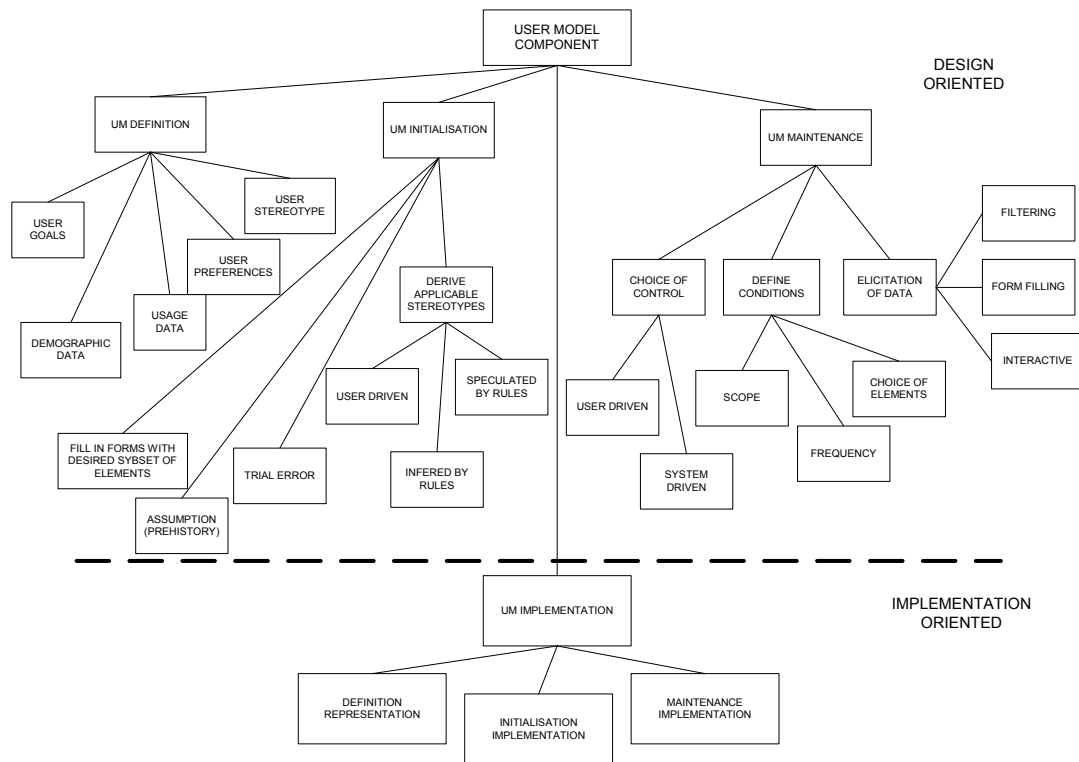 USER MODEL
COMPONENT
DESIGN
ORIENTED
UM DEFINITION
UM INITIALISATION
UM MAINTENANCE
USER
GOALS
DEMOGRAPHIC
DATA
USAGE
DATA
USER
PREFERENCES
USER
STEREOTYPE
FILL IN FORMS WITH
DESIRED SYBSET OF
ELEMENTS
ASSUMPTION
(PREHISTORY)
TRIAL ERROR
DERIVE
APPLICABLE
STEREOTYPES
USER DRIVEN
INFERED BY
RULES
SPECULATED
BY RULES
CHOICE OF
CONTROL
DEFINE
CONDITIONS
ELICITATION
OF DATA
USER DRIVEN
SYSTEM
DRIVEN
SCOPE
FREQUENCY
CHOICE OF
ELEMENTS
FILTERING
FORM FILLING
INTERACTIVE
IMPLEMENTATION
ORIENTED
UM IMPLEMENTATION
DEFINITION
REPRESENTATION
INITIALISATION
IMPLEMENTATION
MAINTENANCE
IMPLEMENTATION